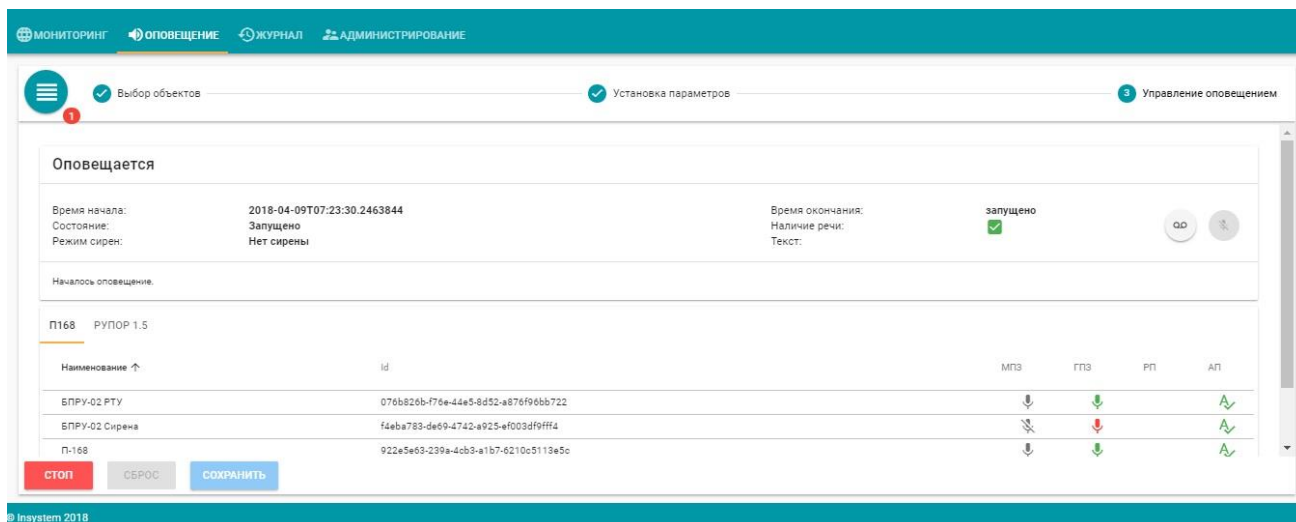 МОНИТОРИНГ ОПОВЕЩЕНИЕ ЖУРНАЛ АДМИНИСТРИРОВАНИЕ
Выбор объектов Установка параметров 3 Управление оповещением
1
Оповещается
Время начала: 2018-04-09T07:23:30.2463844 Время окончания: запущено
Состояние: Запущено Наличие речи:
Режим сирен: Нет сирены Текст:
Началось оповещение.
П168 РУПОР 1.5
Наименование Id МПЗ ГПЗ РП АП
БПРУ-02 РТУ 076b826b-f76e-44e5-8d52-a876f96bb722
БПРУ-02 Сирена f4eba783-de69-4742-a925-ef003df9fff4
П-168 922e5e63-239a-4cb3-a1b7-6210c5113e5c
СТОП СБРОС СОХРАНИТЬ
© Insystem 2018